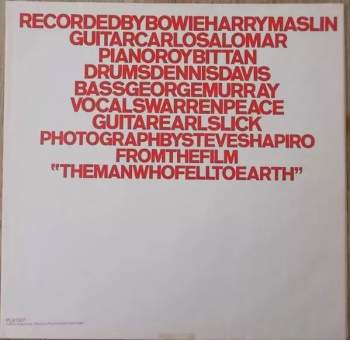 RECORDEDBYBOWIEHARRYMASLIN
GUITARCARLOSALOMAR
PIANOROYBITTAN
DRUMSDENNISDAVIS
BASSGEORGEMURRAY
VOCALSWARRENPEACE
GUITAREARLSLICK
PHOTOGRAPHBYSTEVESHAPIRO
FROMTHEFILM
"THEMANWHOFELLTOEARTH"